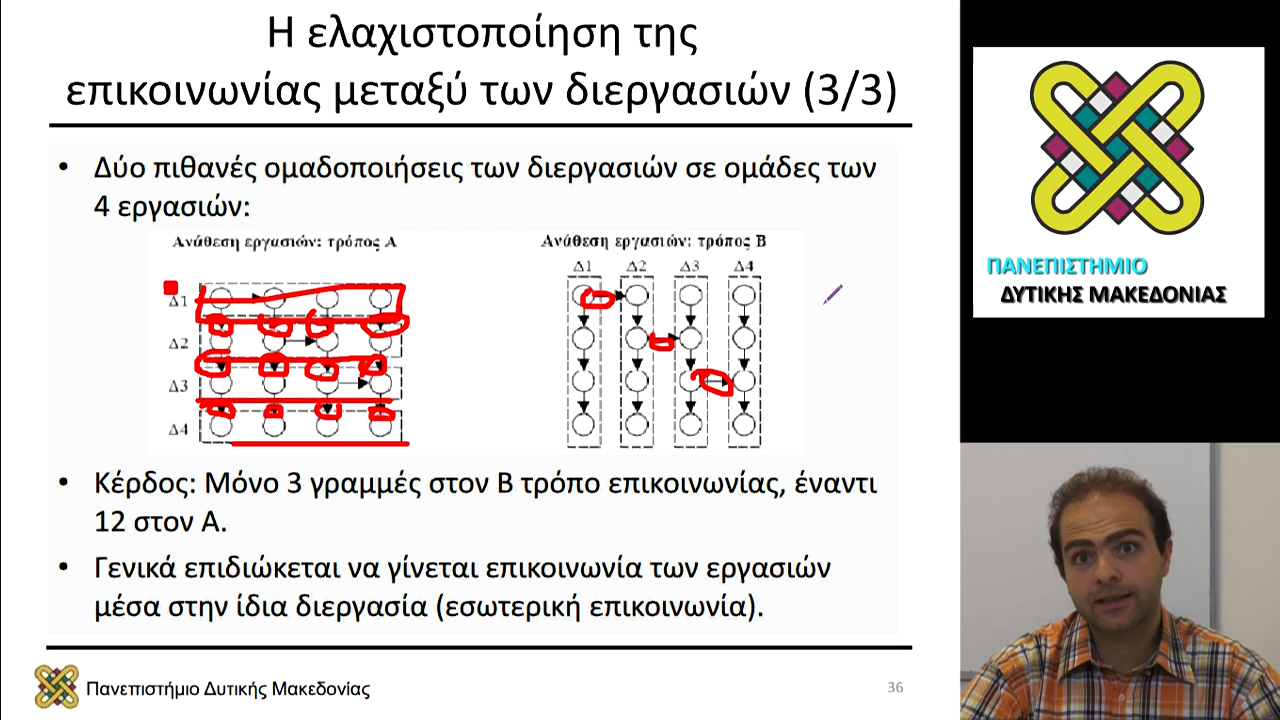 Η ελαχιστοποίηση της
επικοινωνίας μεταξύ των διεργασιών (3/3)
• Δύο πιθανές ομαδοποιήσεις των διεργασιών σε ομάδες των
4 εργασιών:
Ανάθεση εργασιών: τρόπος Α
Δ1
Δ2
Δ3
Δ4
Ανάθεση εργασιών: τρόπος Β
Δ1 Δ2 Δ3 Δ4
• Κέρδος: Μόνο 3 γραμμές στον Β τρόπο επικοινωνίας, έναντι
12 στον Α.
• Γενικά επιδιώκεται να γίνεται επικοινωνία των εργασιών
μέσα στην ίδια διεργασία (εσωτερική επικοινωνία).
Πανεπιστήμιο Δυτικής Μακεδονίας
36
ΠΑΝΕΠΙΣΤΗΜΙΟ
ΔΥΤΙΚΗΣ ΜΑΚΕΔΟΝΙΑΣ